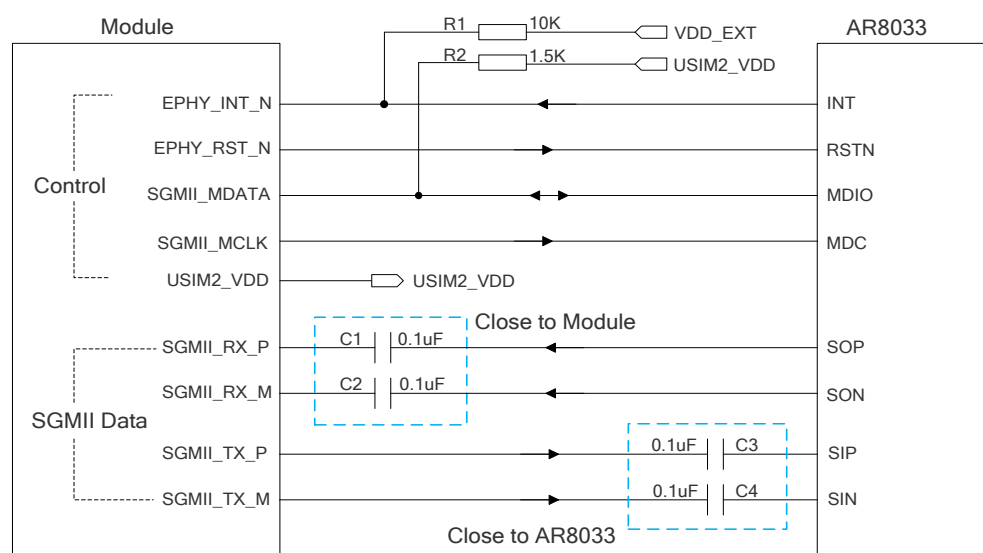 Module
R1 10K VDD_EXT
AR8033
R2 1.5K USIM2_VDD
EPHY_INT_N INT
EPHY_RST_N RSTN
Control
SGMII_MDATA MDIO
SGMII_MCLK MDC
USIM2_VDD USIM2_VDD
Close to Module
SGMII_RX_P C1 0.1uF SOP
SGMII_RX_M C2 0.1uF SON
SGMII Data
SGMII_TX_P 0.1uF C3 SIP
SGMII_TX_M 0.1uF C4 SIN
Close to AR8033